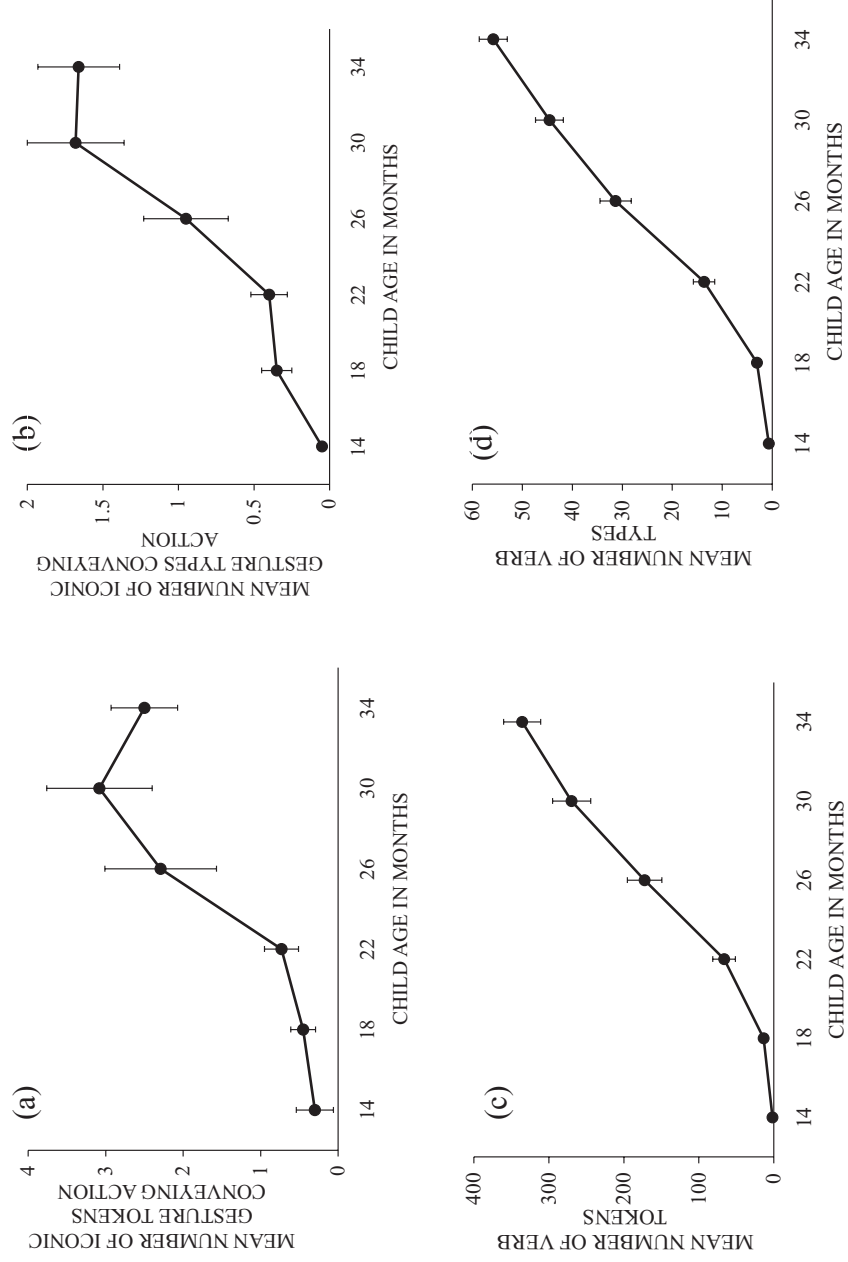 (a)
MEAN NUMBER OF ICONIC
GESTURE TOKENS
CONVEYING ACTION
4
3
2
1
0
14 18 22 26 30 34
CHILD AGE IN MONTHS
(b)
MEAN NUMBER OF ICONIC
GESTURE TYPES CONVEYING
ACTION
2
1.5
1
0.5
0
14 18 22 26 30 34
CHILD AGE IN MONTHS
(c)
MEAN NUMBER OF VERB
TOKENS
400
300
200
100
0
14 18 22 26 30 34
CHILD AGE IN MONTHS
(d)
MEAN NUMBER OF VERB
TYPES
60
50
40
30
20
10
0
14 18 22 26 30 34
CHILD AGE IN MONTHS